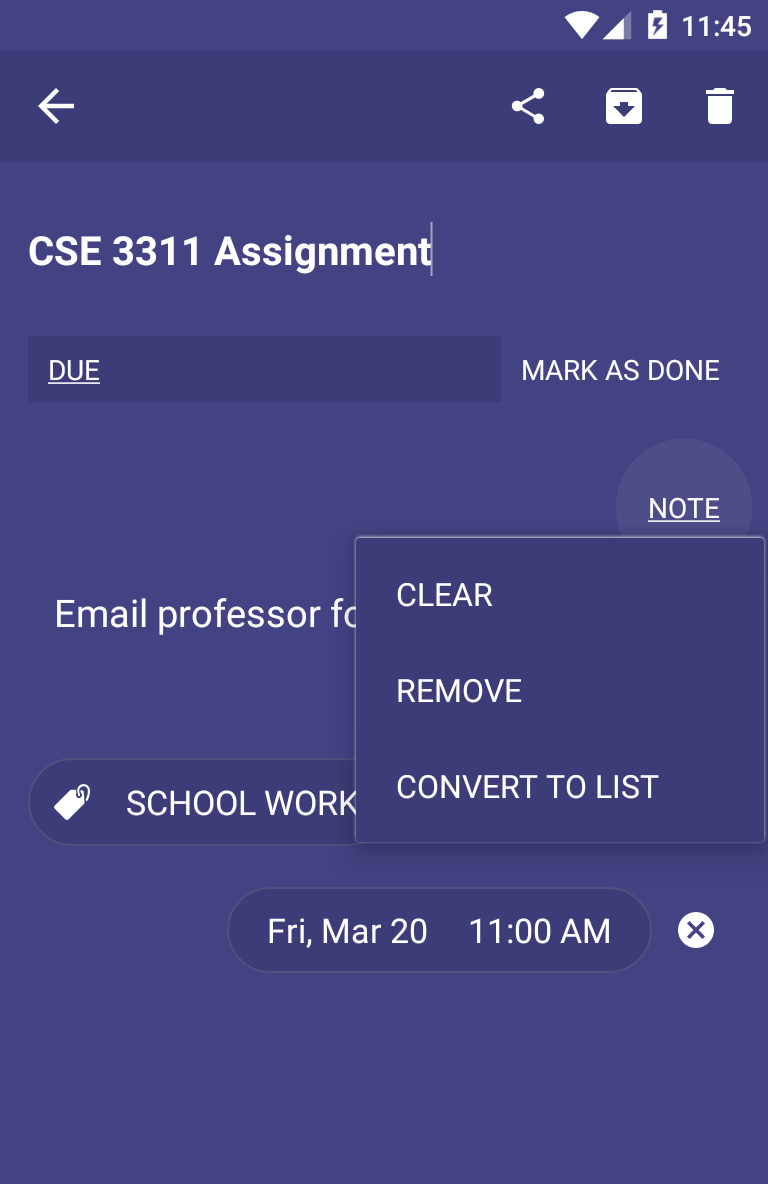 11:45
CSE 3311 Assignment
DUE
MARK AS DONE
NOTE
Email professor
CLEAR
REMOVE
CONVERT TO LIST
SCHOOL WORK
Fri, Mar 20 11:00 AM